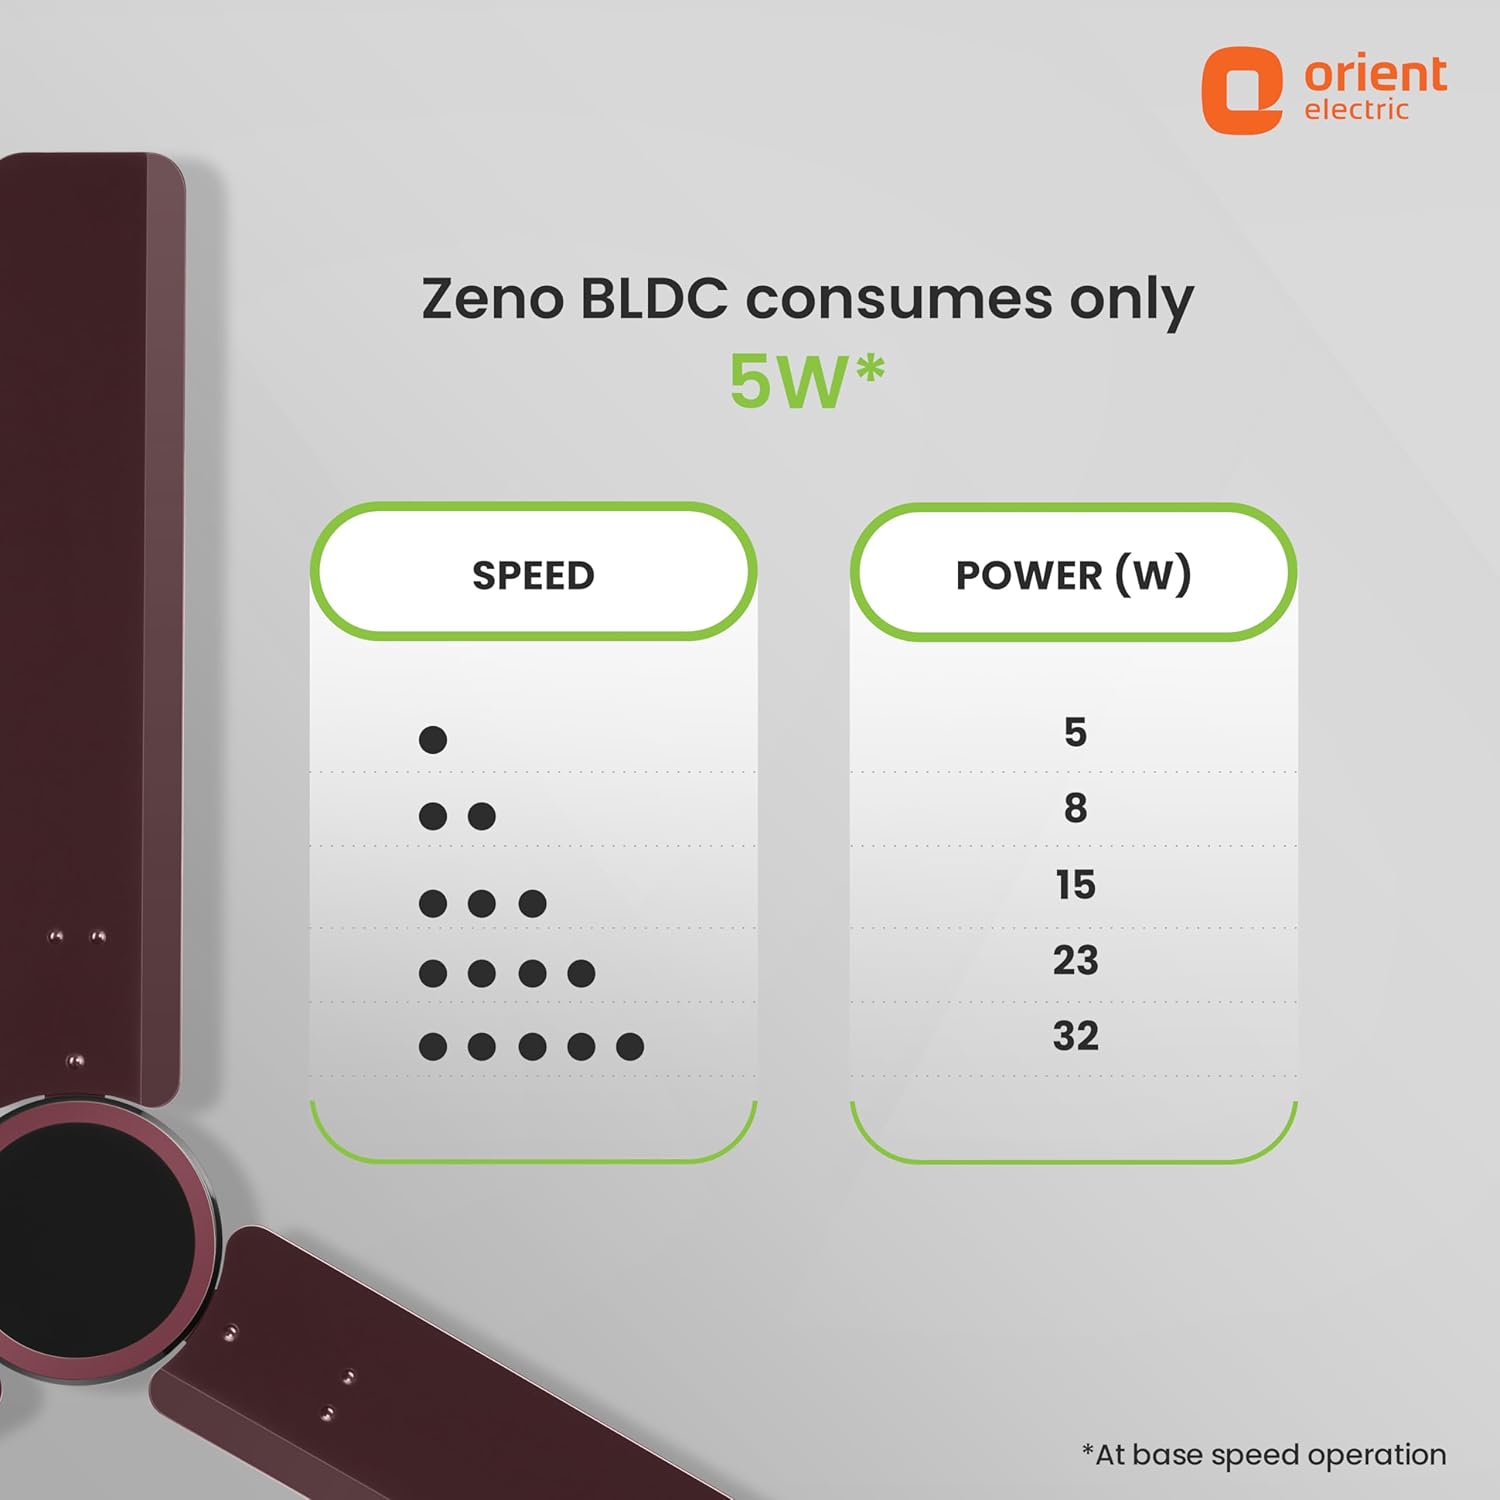 orient
electric
Zeno BLDC consumes only
5W*
SPEED
POWER (W)
5
8
15
23
32
*At base speed operation